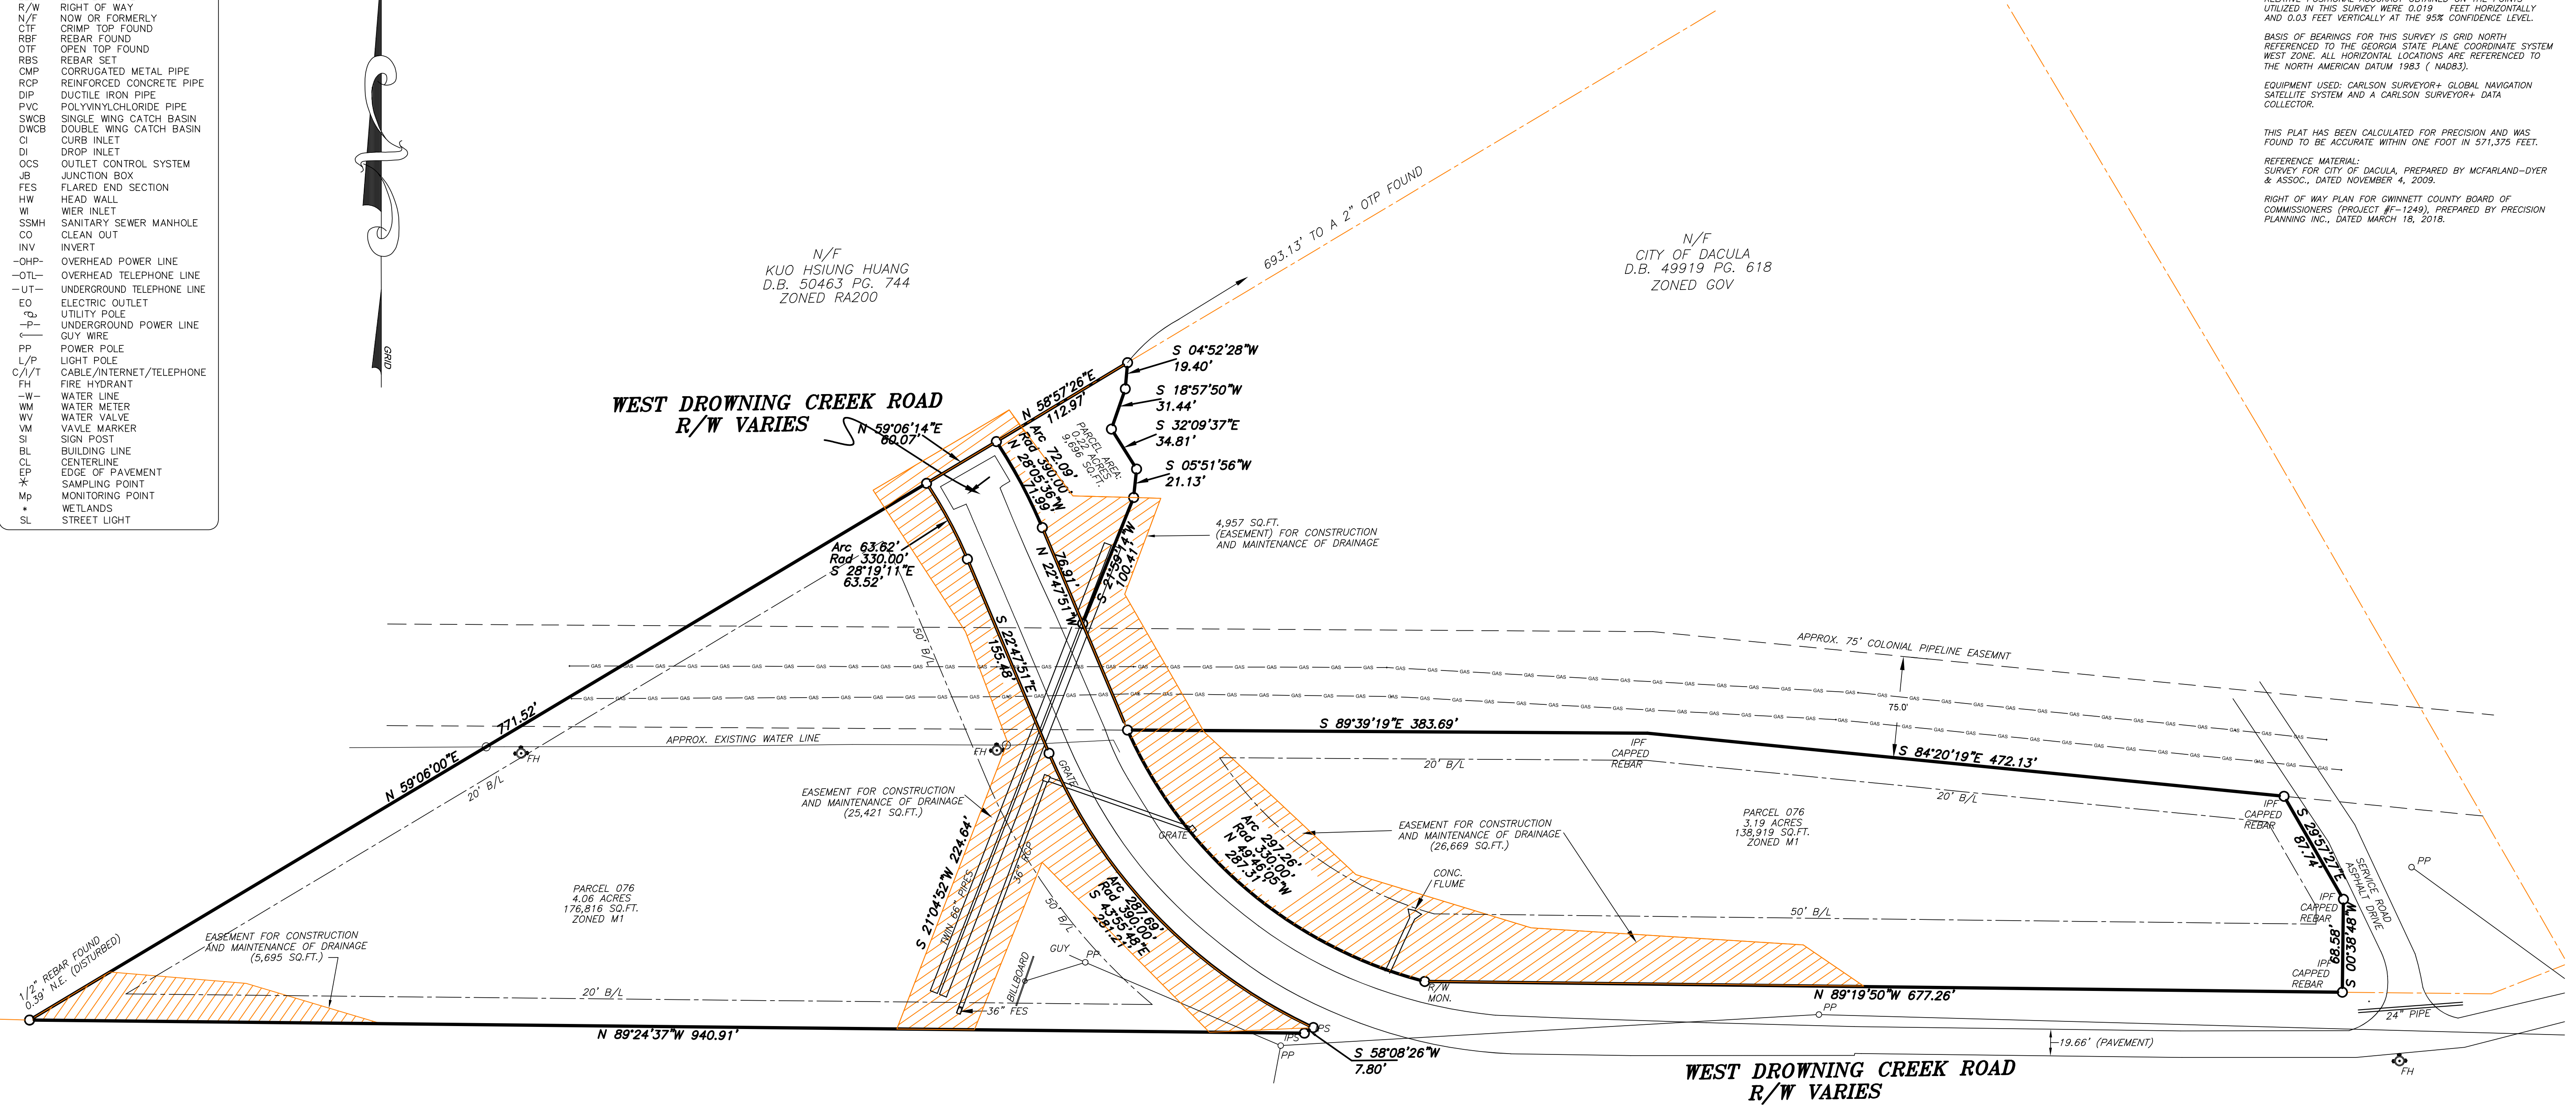 R/W RIGHT OF WAY
N/F NOW OR FORMERLY
CTF CRIMP TOP FOUND
RBF REBAR FOUND
OTF OPEN TOP FOUND
RBS REBAR SET
CMP CORRUGATED METAL PIPE
RCP REINFORCED CONCRETE PIPE
DIP DUCTILE IRON PIPE
PVC POLYVINYLCHLORIDE PIPE
SWCB SINGLE WING CATCH BASIN
DWCB DOUBLE WING CATCH BASIN
CI CURB INLET
DI DROP INLET
OCS OUTLET CONTROL SYSTEM
JB JUNCTION BOX
FES FLARED END SECTION
HW HEAD WALL
WI WIER INLET
SSMH SANITARY SEWER MANHOLE
CO CLEAN OUT
INV INVERT
-OHP- OVERHEAD POWER LINE
-OTL- OVERHEAD TELEPHONE LINE
-UT- UNDERGROUND TELEPHONE LINE
EO ELECTRIC OUTLET
UTILITY POLE
-P- UNDERGROUND POWER LINE
GUY WIRE
PP POWER POLE
L/P LIGHT POLE
C/I/T CABLE/INTERNET/TELEPHONE
FH FIRE HYDRANT
-W- WATER LINE
WM WATER METER
WV WATER VALVE
VM VAVLE MARKER
SI SIGN POST
BL BUILDING LINE
CL CENTERLINE
EP EDGE OF PAVEMENT
SAMPLING POINT
Mp MONITORING POINT
* WETLANDS
SL STREET LIGHT
GRID
RELATIVE POSITIONAL ACCURACY OBTAINED ON THE POINTS
UTILIZED IN THIS SURVEY WERE 0.019 FEET HORIZONTALLY
AND 0.03 FEET VERTICALLY AT THE 95% CONFIDENCE LEVEL.
BASIS OF BEARINGS FOR THIS SURVEY IS GRID NORTH
REFERENCED TO THE GEORGIA STATE PLANE COORDINATE SYSTEM
WEST ZONE. ALL HORIZONTAL LOCATIONS ARE REFERENCED TO
THE NORTH AMERICAN DATUM 1983 ( NAD83).
EQUIPMENT USED: CARLSON SURVEYOR+ GLOBAL NAVIGATION
SATELLITE SYSTEM AND A CARLSON SURVEYOR+ DATA
COLLECTOR.
THIS PLAT HAS BEEN CALCULATED FOR PRECISION AND WAS
FOUND TO BE ACCURATE WITHIN ONE FOOT IN 571,375 FEET.
REFERENCE MATERIAL:
SURVEY FOR CITY OF DACULA, PREPARED BY MCFARLAND-DYER
& ASSOC., DATED NOVEMBER 4, 2009.
RIGHT OF WAY PLAN FOR GWINNETT COUNTY BOARD OF
COMMISSIONERS (PROJECT #F-1249), PREPARED BY PRECISION
PLANNING INC., DATED MARCH 18, 2018.
N/F
KUO HSIUNG HUANG
D.B. 50463 PG. 744
ZONED RA200
693.13' TO A 2" OTP FOUND
N/F
CITY OF DACULA
D.B. 49919 PG. 618
ZONED GOV
S 04°52'28"W
19.40'
S 18°57'50"W
31.44'
S 32°09'37"E
34.81'
S 05°51'56"W
21.13'
N 58°57'26"E
112.97'
WEST DROWNING CREEK ROAD
R/W VARIES
N 59°06'14"E
60.07'
PARCEL AREA:
0.22 ACRES
9,696 SQ.FT.
Arc 72.09'
Rad 390.00'
N 28°05'36"W
71.99'
4,957 SQ.FT.
(EASEMENT) FOR CONSTRUCTION
AND MAINTENANCE OF DRAINAGE
Arc 63.62'
Rad 330.00'
S 28°19'11"E
63.52'
76.91'
N 22°47'51"W
S 21°59'14"W
100.41'
50' B/L
S 22°47'51"E
155.48'
APPROX. 75' COLONIAL PIPELINE EASEMNT
75.0'
GAS
771.52'
N 59°06'00"E
APPROX. EXISTING WATER LINE
FH
FH
20' B/L
S 89°39'19"E 383.69'
IPF
CAPPED
REBAR
S 84°20'19"E 472.13'
20' B/L
20' B/L
IPF
CAPPED
REBAR
S 29°57'27"E
87.74'
SERVICE ROAD
ASPHALT DRIVE
PP
GRATE
GRATE
EASEMENT FOR CONSTRUCTION
AND MAINTENANCE OF DRAINAGE
(25,421 SQ.FT.)
Arc 297.26'
Rad 330.00'
N 49°46'05"W
287.31'
EASEMENT FOR CONSTRUCTION
AND MAINTENANCE OF DRAINAGE
(26,669 SQ.FT.)
PARCEL 076
3.19 ACRES
138,919 SQ.FT.
ZONED M1
CONC.
FLUME
50' B/L
IPF
CAPPED
REBAR
S 00°38'48"W
68.58'
IPF
CAPPED
REBAR
PARCEL 076
4.06 ACRES
176,816 SQ.FT.
ZONED M1
S 21°04'52"W 224.64'
TWIN 66" PIPES
36" RCP
Arc 287.69'
Rad 390.00'
S 43°55'48"E
281.21'
50' B/L
GUY
PP
BILLBOARD
1/2" REBAR FOUND
0.39' N.E. (DISTURBED)
EASEMENT FOR CONSTRUCTION
AND MAINTENANCE OF DRAINAGE
(5,695 SQ.FT.)
20' B/L
36" FES
N 89°24'37"W 940.91'
IPS
IPS
PP
S 58°08'26"W
7.80'
R/W
MON.
N 89°19'50"W 677.26'
PP
24" PIPE
19.66' (PAVEMENT)
FH
WEST DROWNING CREEK ROAD
R/W VARIES